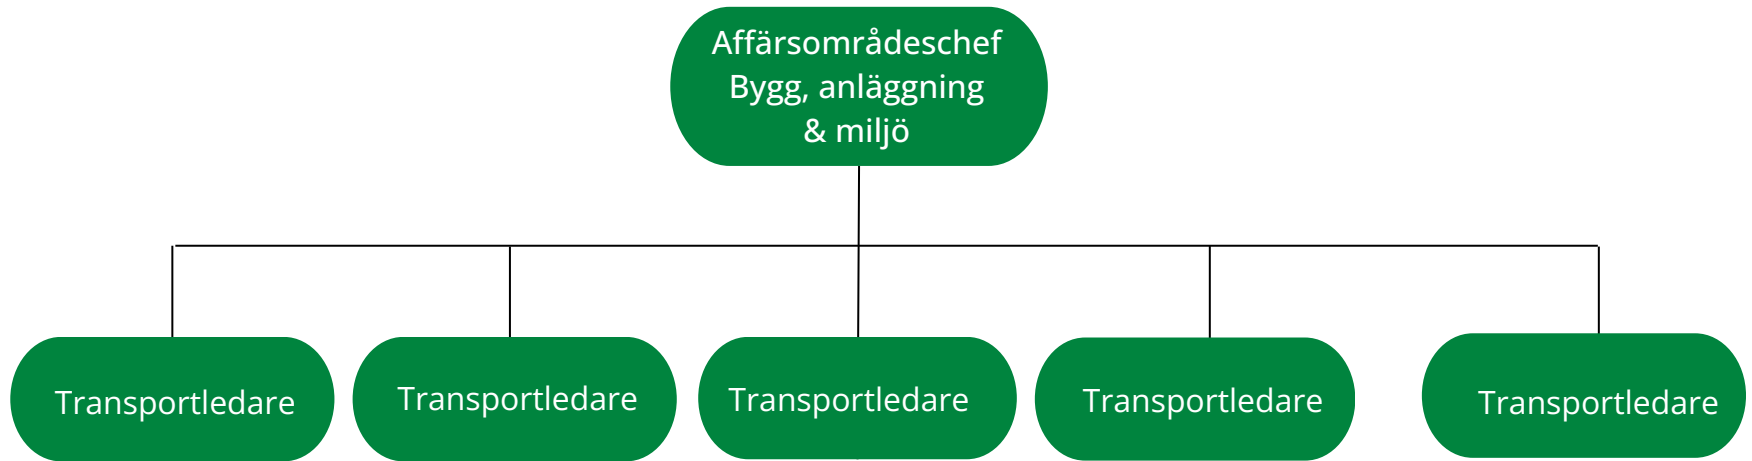 Affärsområdeschef
Bygg, anläggning
& miljö
Transportledare
Transportledare
Transportledare
Transportledare
Transportledare